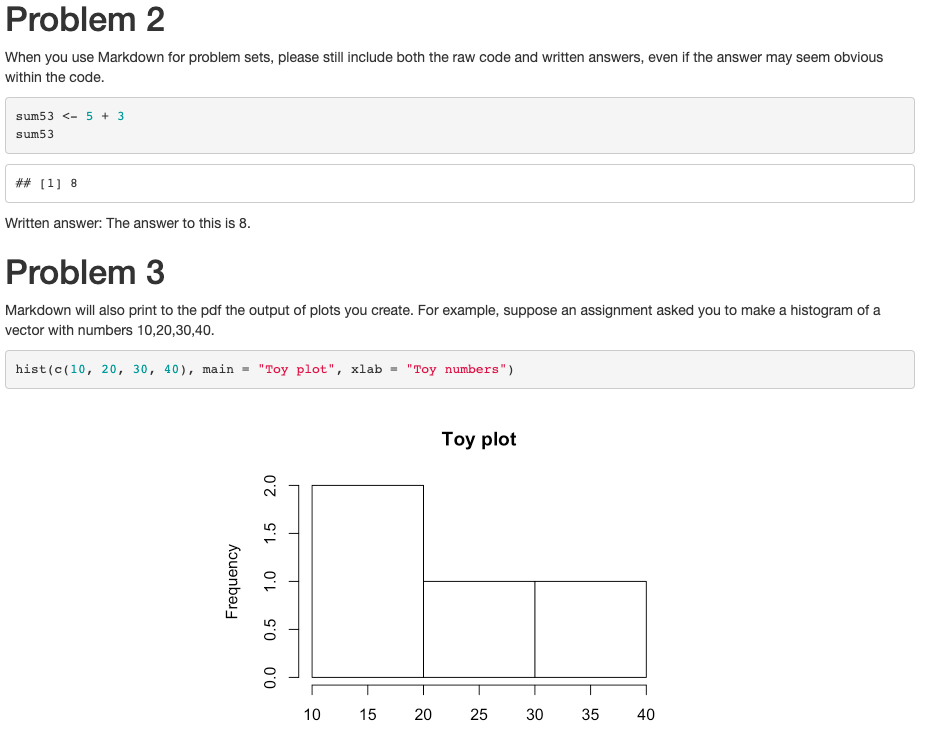 Problem 2
When you use Markdown for problem sets, please still include both the raw code and written answers, even if the answer may seem obvious
within the code.
sum53 <- 5 + 3
sum53
## [1] 8
Written answer: The answer to this is 8.
Problem 3
Markdown will also print to the pdf the output of plots you create. For example, suppose an assignment asked you to make a histogram of a
vector with numbers 10,20,30,40.
hist(c(10, 20, 30, 40), main = "Toy plot", xlab = "Toy numbers")
Toy plot
Frequency
2.0
1.5
1.0
0.5
0.0
10 15 20 25 30 35 40